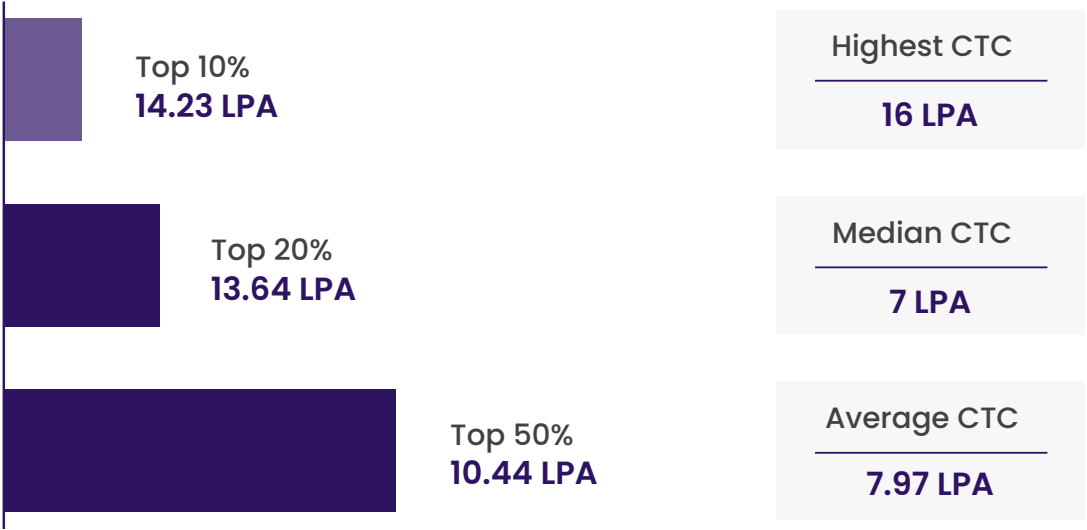 Top 10%
14.23 LPA
Highest CTC
16 LPA
Top 20%
13.64 LPA
Median CTC
7 LPA
Top 50%
10.44 LPA
Average CTC
7.97 LPA